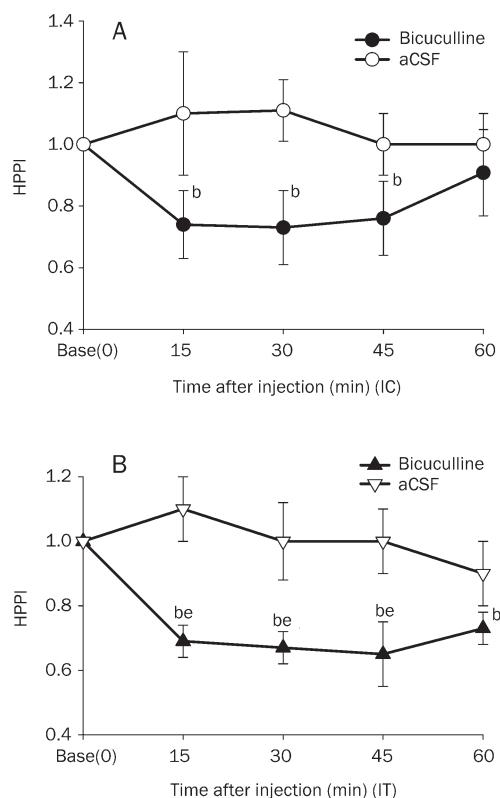 A
Bicuculline
aCSF
1.4
1.2
1.0
0.8
0.6
0.4
HPPI
b
b
b
Base(0) 15 30 45 60
Time after injection (min) (IC)
B
Bicuculline
aCSF
1.2
1.0
0.8
0.6
0.4
HPPI
be
be
be
b
Base(0) 15 30 45 60
Time after injection (min) (IT)